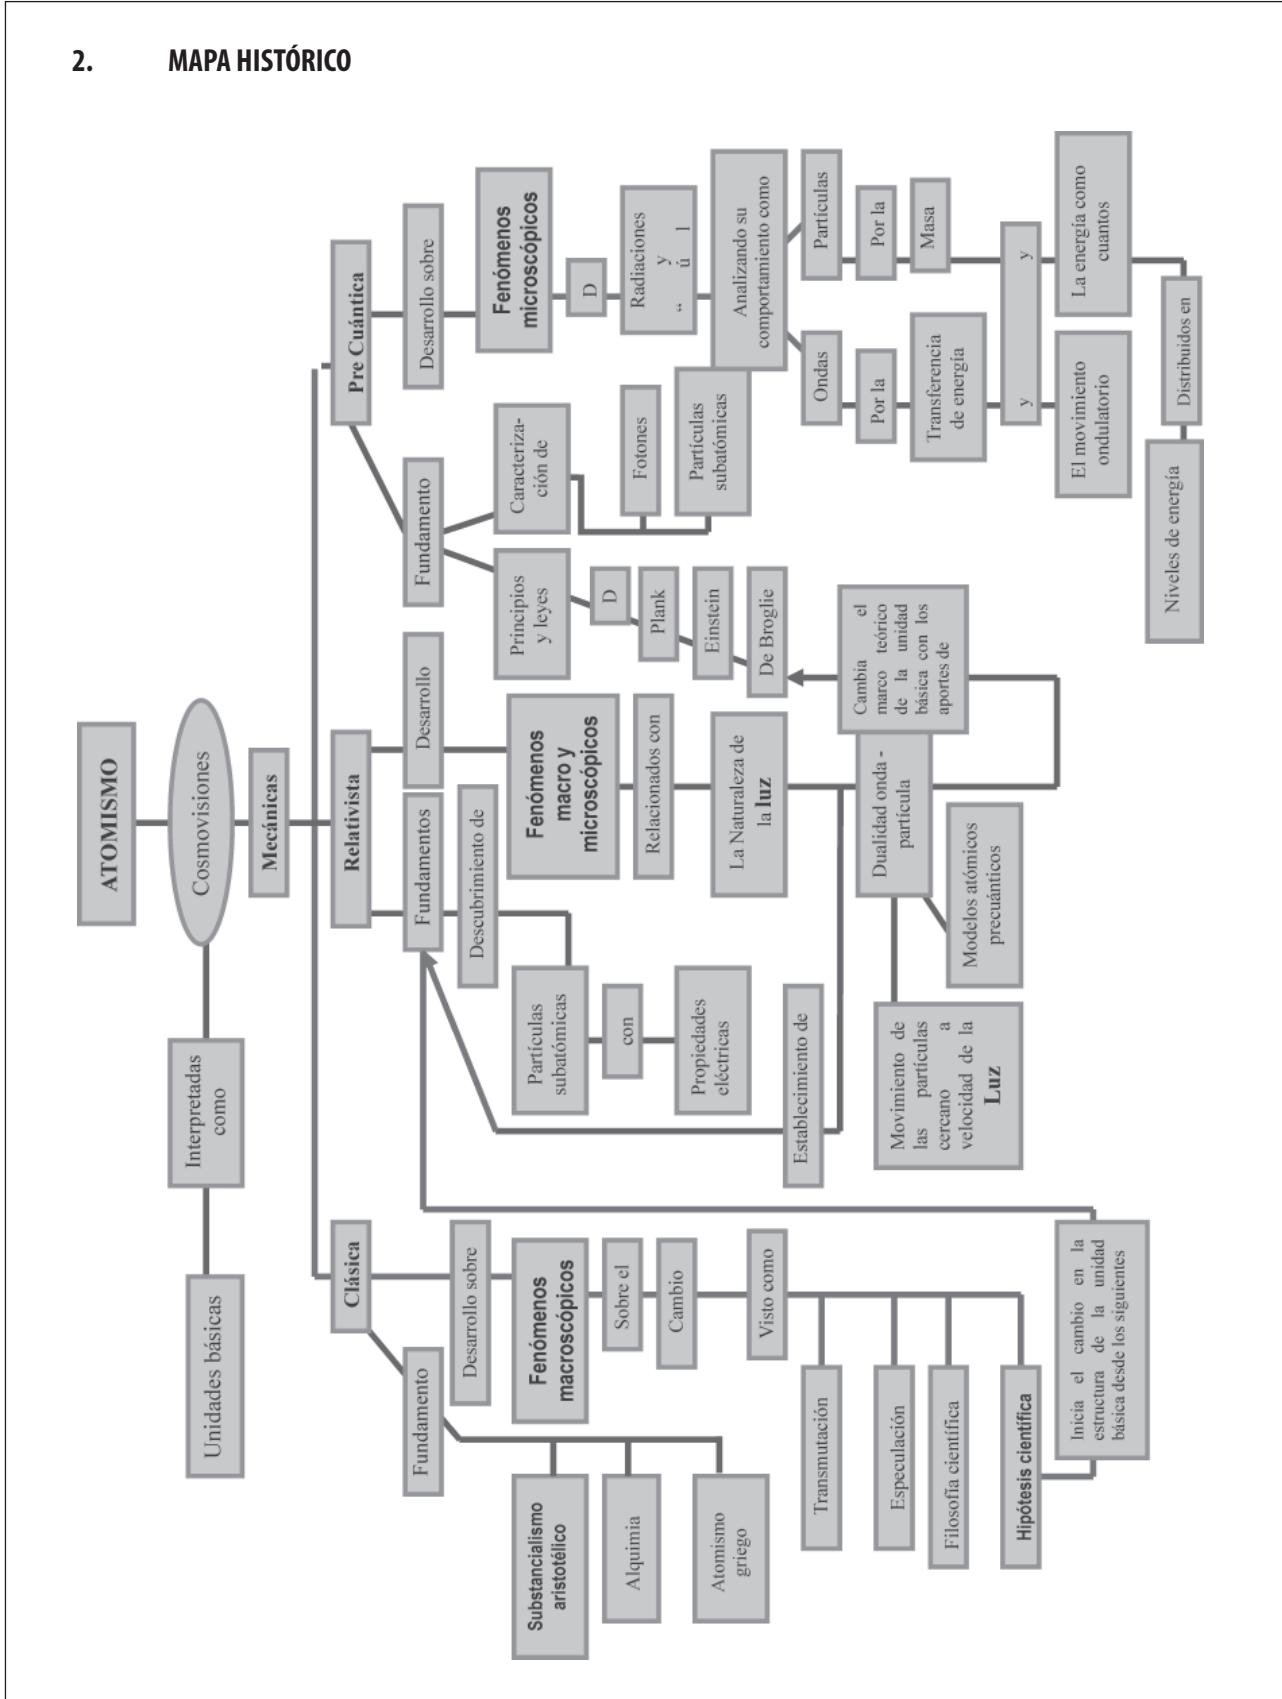 2. MAPA HISTÓRICO
ATOMISMO
Cosmovisiones
Interpretadas
como
Unidades básicas
Mecánicas
Clásica
Fundamento
Substancialismo
aristotélico
Alquimia
Atomismo
griego
Desarrollo sobre
Fenómenos
macroscópicos
Sobre el
Cambio
Visto como
Transmutación
Especulación
Filosofía científica
Hipótesis científica
Inicia el cambio en la
estructura de la unidad
básica desde los siguientes
Relativista
Fundamentos
Descubrimiento de
Partículas
subatómicas
con
Propiedades
eléctricas
Desarrollo
Fenómenos
macro y
microscópicos
Relacionados con
La Naturaleza de
la luz
Establecimiento de
Dualidad onda -
partícula
Movimiento de
las partículas
cercano a
velocidad de la
Luz
Modelos atómicos
precuánticos
Cambia el
marco teórico
de la unidad
básica con los
aportes de
Pre Cuántica
Fundamento
Principios
y leyes
D
Plank
Einstein
De Broglie
Caracteriza-
ción de
Fotones
Partículas
subatómicas
Desarrollo sobre
Fenómenos
microscópicos
D
Radiaciones
y
“ ú l
Analizando su
comportamiento como
Ondas
Por la
Transferencia
de energía
Partículas
Por la
Masa
y y
El movimiento
ondulatorio
La energía como
cuantos
Distribuidos en
Niveles de energía